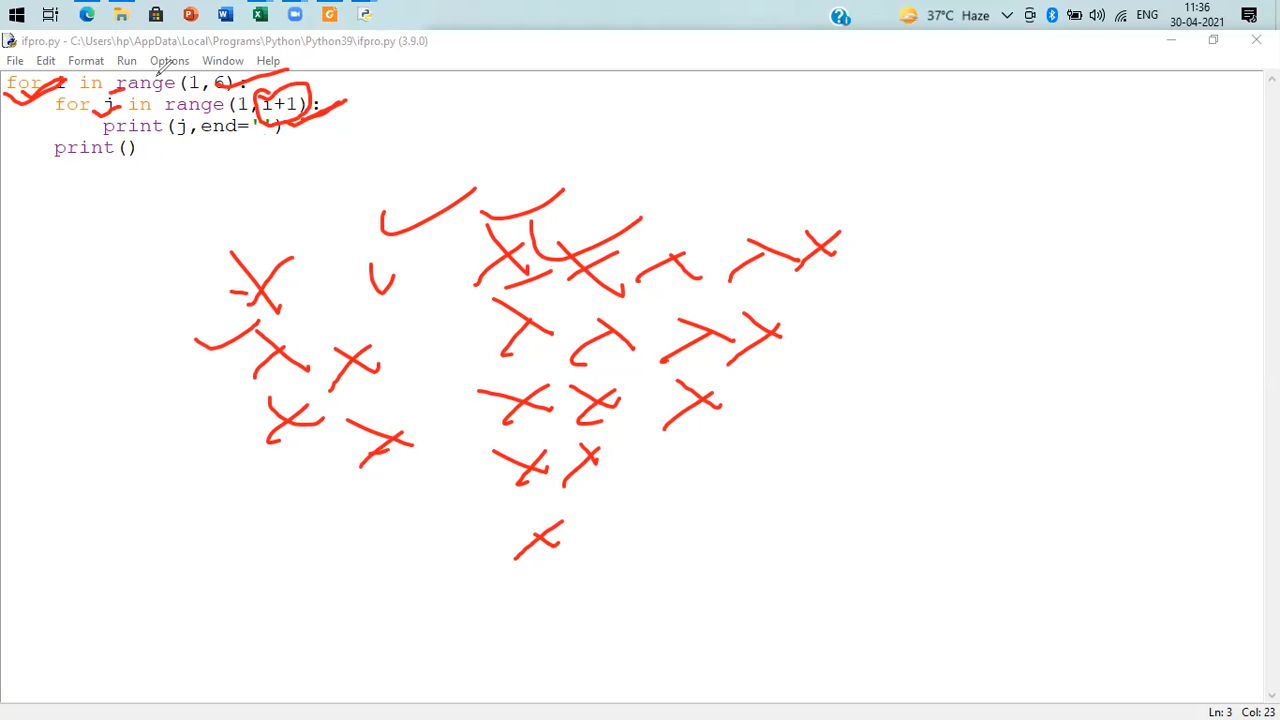 37°C Haze
ENG
11:36
30-04-2021
ifpro.py - C:\Users\hp\AppData\Local\Programs\Python\Python39\ifpro.py (3.9.0)
File Edit Format Run Options Window Help
for i in range(1,6):
for j in range(1,i+1):
print(j,end='')
print()
Ln: 3 Col: 23